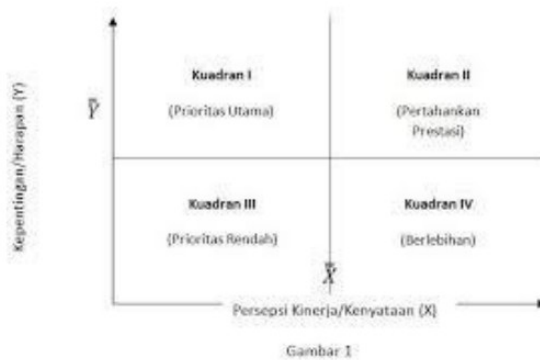 Kuadran I
Kuadran II
(Prioritas Utama)
(Pertahankan
Prestasi)
Kepentingan/Harapan (Y)
Y
Kuadran III
Kuadran IV
(Prioritas Rendah)
(Berlebihan)
X
Persepsi Kinerja/Kenyataan (X)
Gambar 1